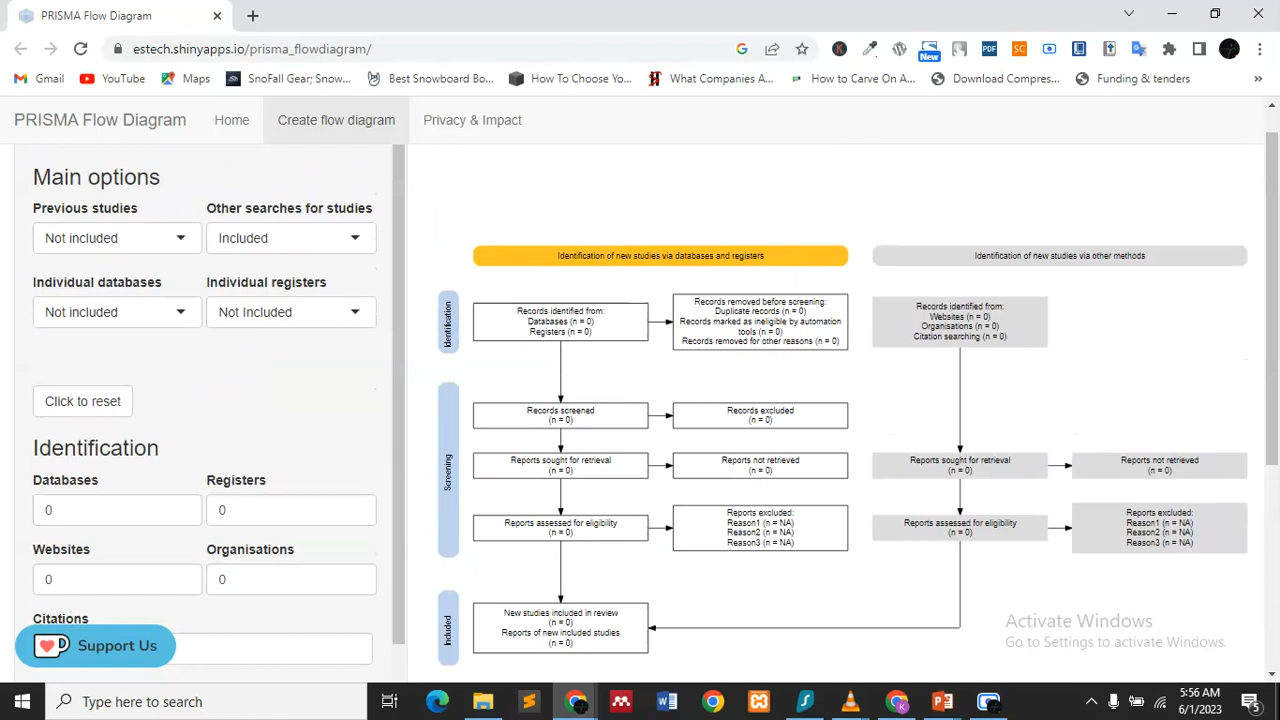 PRISMA Flow Diagram
estech.shinyapps.io/prisma_flowdiagram/
New
PDF
SC
Gmail
YouTube
Maps
SnoFall Gear; Snow...
Best Snowboard Bo...
How To Choose Yo...
What Companies A...
How to Carve On A...
Download Compres...
Funding & tenders
»
PRISMA Flow Diagram
Home
Create flow diagram
Privacy & Impact
Main options
Previous studies
Other searches for studies
Not included
Included
Individual databases
Individual registers
Not included
Not Included
Click to reset
Identification
Databases
Registers
0
0
Websites
Organisations
0
0
Citations
Support Us
Identification of new studies via databases and registers
Identification of new studies via other methods
Identification
Records identified from:
Databases (n = 0)
Registers (n = 0)
Records removed before screening:
Duplicate records (n = 0)
Records marked as ineligible by automation
tools (n = 0)
Records removed for other reasons (n = 0)
Records identified from:
Websites (n = 0)
Organisations (n = 0)
Citation searching (n = 0)
Screening
Records screened
(n = 0)
Records excluded
(n = 0)
Reports sought for retrieval
(n = 0)
Reports not retrieved
(n = 0)
Reports sought for retrieval
(n = 0)
Reports not retrieved
(n = 0)
Reports assessed for eligibility
(n = 0)
Reports excluded:
Reason1 (n = NA)
Reason2 (n = NA)
Reason3 (n = NA)
Reports assessed for eligibility
(n = 0)
Reports excluded:
Reason1 (n = NA)
Reason2 (n = NA)
Reason3 (n = NA)
Included
New studies included in review
(n = 0)
Reports of new included studies
(n = 0)
Activate Windows
Go to Settings to activate Windows.
Type here to search
5:56 AM
6/1/2023
5